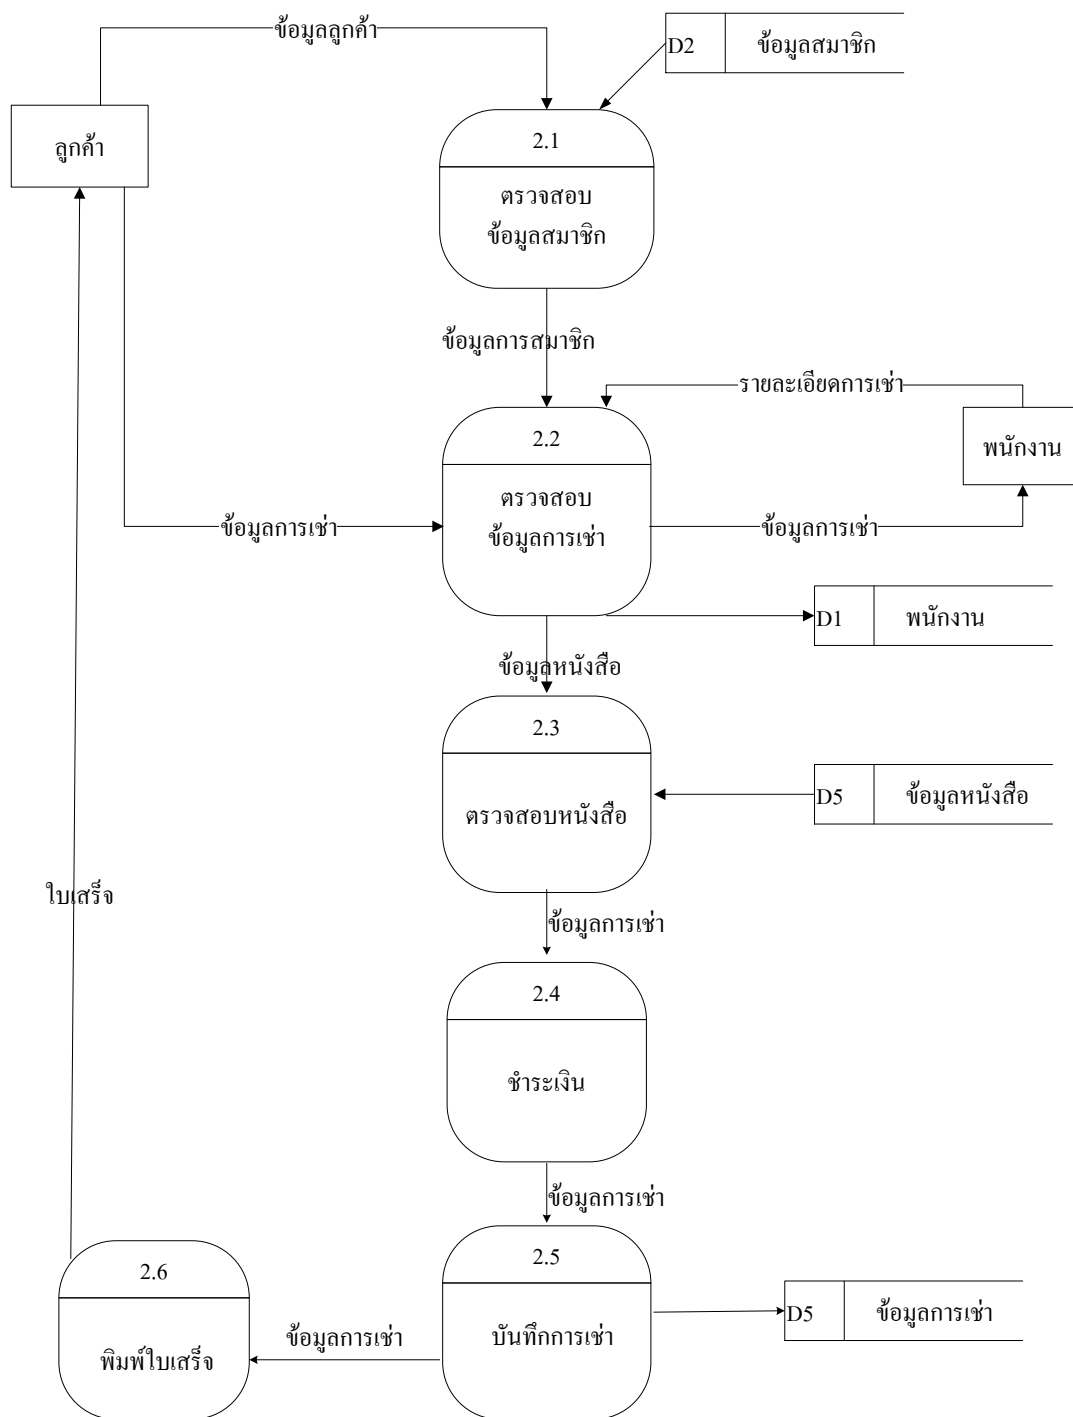 ข้อมูลลูกค้า
D2 ข้อมูลสมาชิก
ลูกค้า
2.1
ตรวจสอบ
ข้อมูลสมาชิก
ข้อมูลการสมาชิก
รายละเอียดการเช่า
2.2
พนักงาน
ตรวจสอบ
ข้อมูลการเช่า
ข้อมูลการเช่า
ข้อมูลการเช่า
D1 พนักงาน
ข้อมูลหนังสือ
2.3
ตรวจสอบหนังสือ
D5 ข้อมูลหนังสือ
ใบเสร็จ
ข้อมูลการเช่า
2.4
ชำระเงิน
ข้อมูลการเช่า
2.5
บันทึกการเช่า
D5 ข้อมูลการเช่า
ข้อมูลการเช่า
2.6
พิมพ์ใบเสร็จ